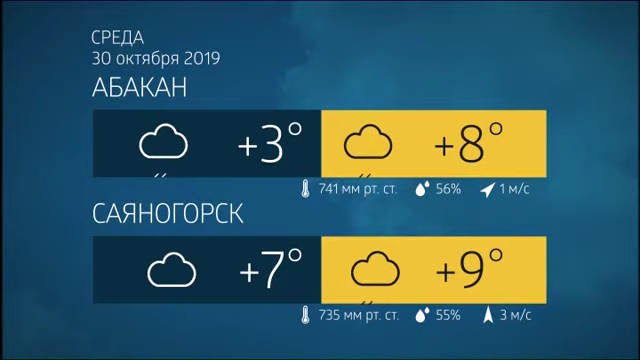 СРЕДА
30 октября 2019
АБАКАН
+3° +8°
741 мм рт. ст. 56% 1 м/с
САЯНОГОРСК
+7° +9°
735 мм рт. ст. 55% 3 м/с